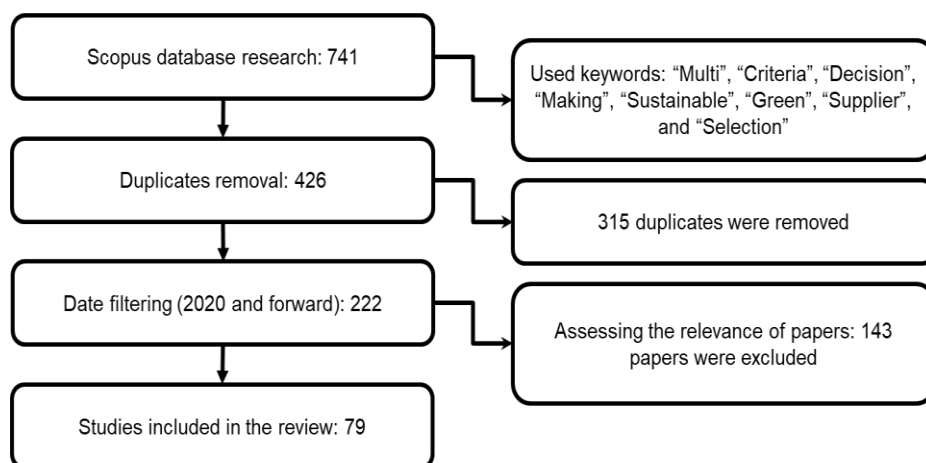 Scopus database research: 741
Used keywords: “Multi”, “Criteria”, “Decision”,
“Making”, “Sustainable”, “Green”, “Supplier”,
and “Selection”
Duplicates removal: 426
315 duplicates were removed
Date filtering (2020 and forward): 222
Assessing the relevance of papers: 143
papers were excluded
Studies included in the review: 79